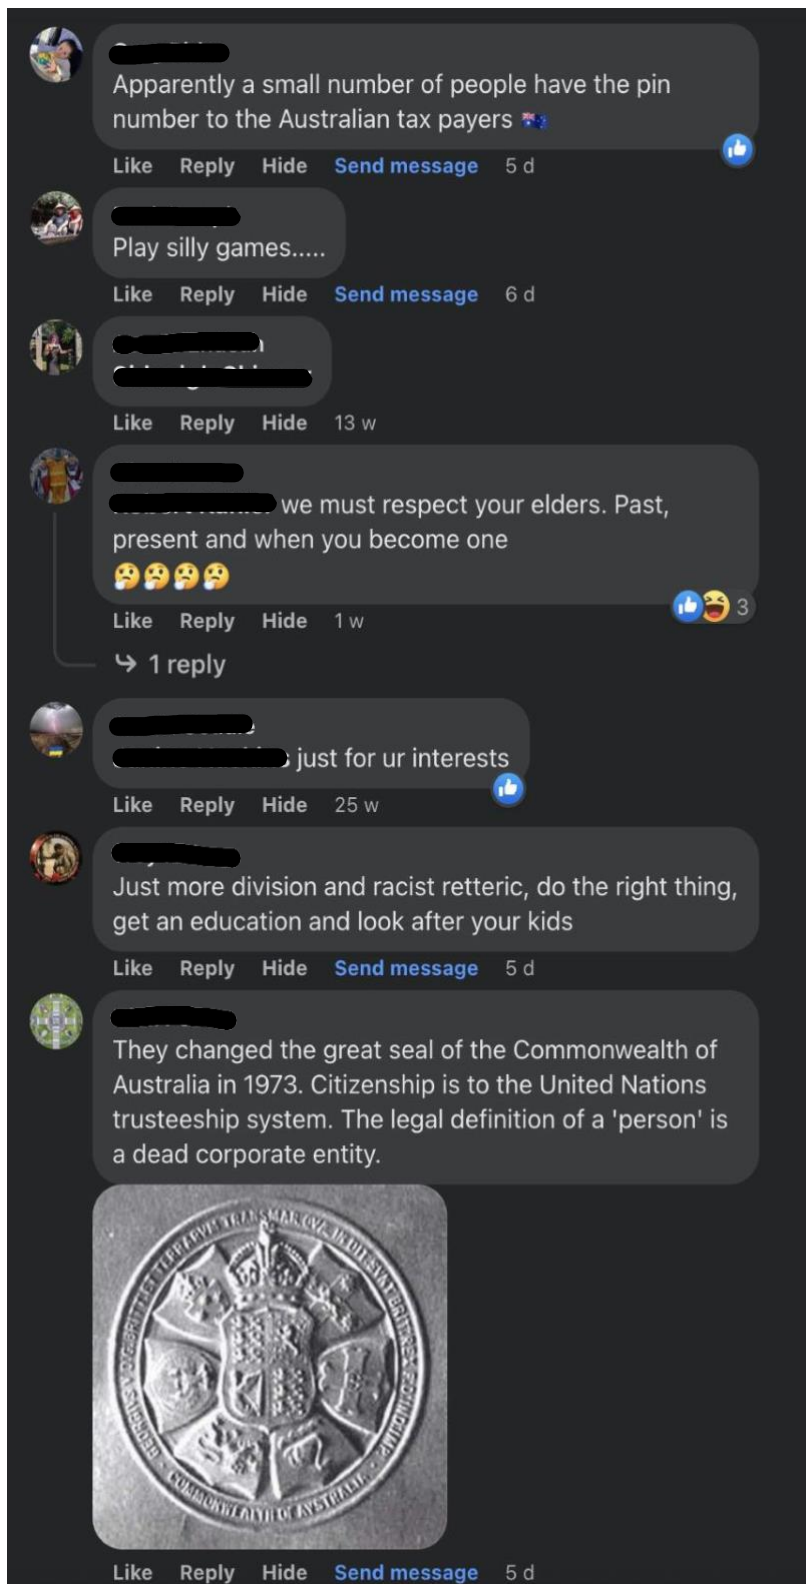 Apparently a small number of people have the pin
number to the Australian tax payers 🇦🇺
Like Reply Hide Send message 5 d
Play silly games.....
Like Reply Hide Send message 6 d
Like Reply Hide 13 w
we must respect your elders. Past,
present and when you become one
🤔🤔🤔🤔
3
Like Reply Hide 1 w
1 reply
just for ur interests
Like Reply Hide 25 w
Just more division and racist retteric, do the right thing,
get an education and look after your kids
Like Reply Hide Send message 5 d
They changed the great seal of the Commonwealth of
Australia in 1973. Citizenship is to the United Nations
trusteeship system. The legal definition of a 'person' is
a dead corporate entity.
GEORGIVS V TERRARVM TRANSMAR
COMMONWEALTH OF AVSTRALIA
Like Reply Hide Send message 5 d